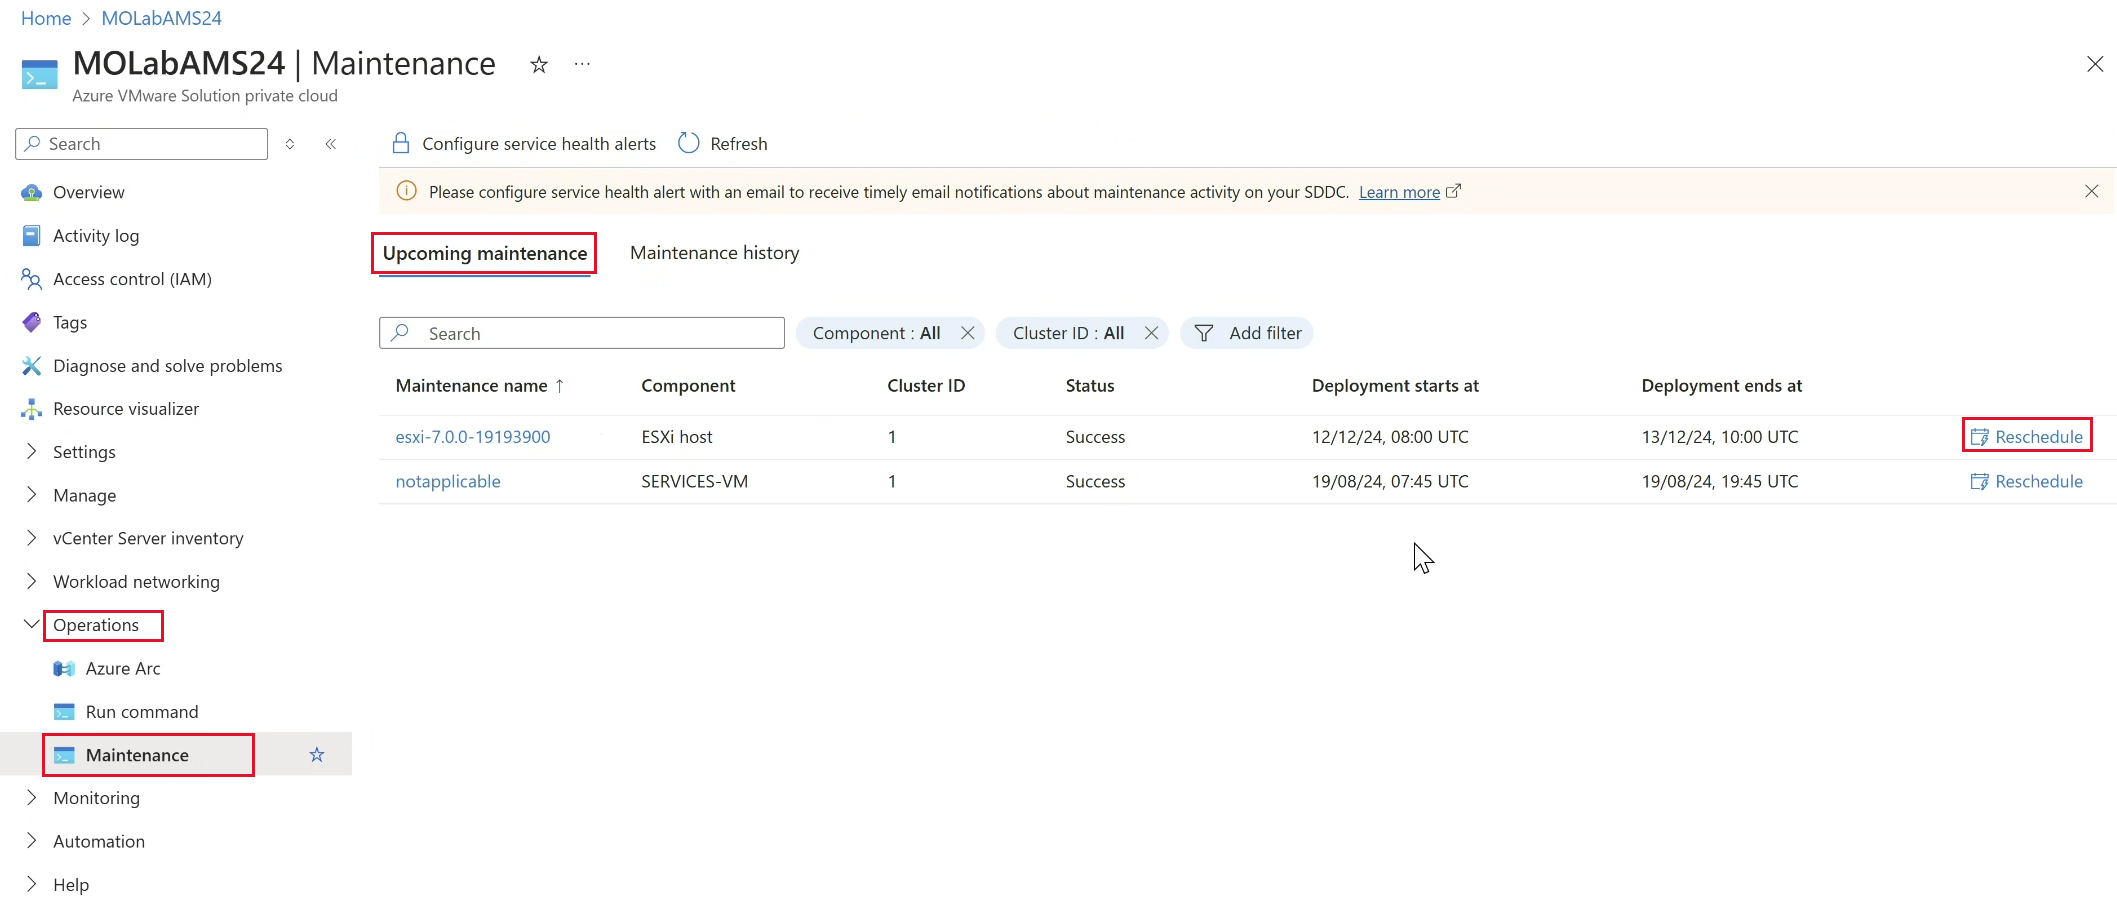 Home > MOLabAMS24
MOLabAMS24 | Maintenance
Azure VMware Solution private cloud
Search
Overview
Activity log
Access control (IAM)
Tags
Diagnose and solve problems
Resource visualizer
Settings
Manage
vCenter Server inventory
Workload networking
Operations
Azure Arc
Run command
Maintenance
Monitoring
Automation
Help
Configure service health alerts Refresh
Please configure service health alert with an email to receive timely email notifications about maintenance activity on your SDDC. Learn more
Upcoming maintenance Maintenance history
Search Component : All Cluster ID : All Add filter
Maintenance name ↑ Component Cluster ID Status Deployment starts at Deployment ends at
esxi-7.0.0-19193900 ESXi host 1 Success 12/12/24, 08:00 UTC 13/12/24, 10:00 UTC Reschedule
notapplicable SERVICES-VM 1 Success 19/08/24, 07:45 UTC 19/08/24, 19:45 UTC Reschedule